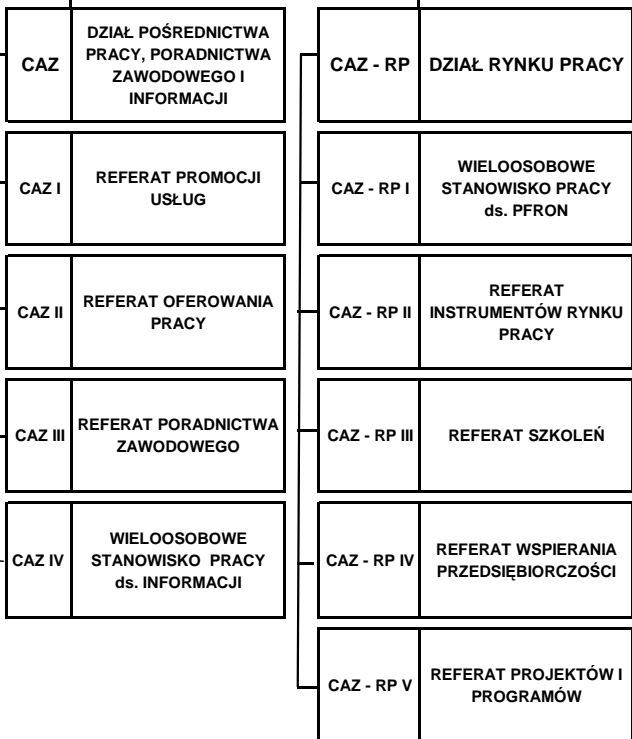 CAZ
DZIAŁ POŚREDNICTWA
PRACY, PORADNICTWA
ZAWODOWEGO I
INFORMACJI
CAZ I
REFERAT PROMOCJI
USŁUG
CAZ II
REFERAT OFEROWANIA
PRACY
CAZ III
REFERAT PORADNICTWA
ZAWODOWEGO
CAZ IV
WIELOOSOBOWE
STANOWISKO PRACY
ds. INFORMACJI
CAZ - RP
DZIAŁ RYNKU PRACY
CAZ - RP I
WIELOOSOBOWE
STANOWISKO PRACY
ds. PFRON
CAZ - RP II
REFERAT
INSTRUMENTÓW RYNKU
PRACY
CAZ - RP III
REFERAT SZKOLEŃ
CAZ - RP IV
REFERAT WSPIERANIA
PRZEDSIĘBIORCZOŚCI
CAZ - RP V
REFERAT PROJEKTÓW I
PROGRAMÓW